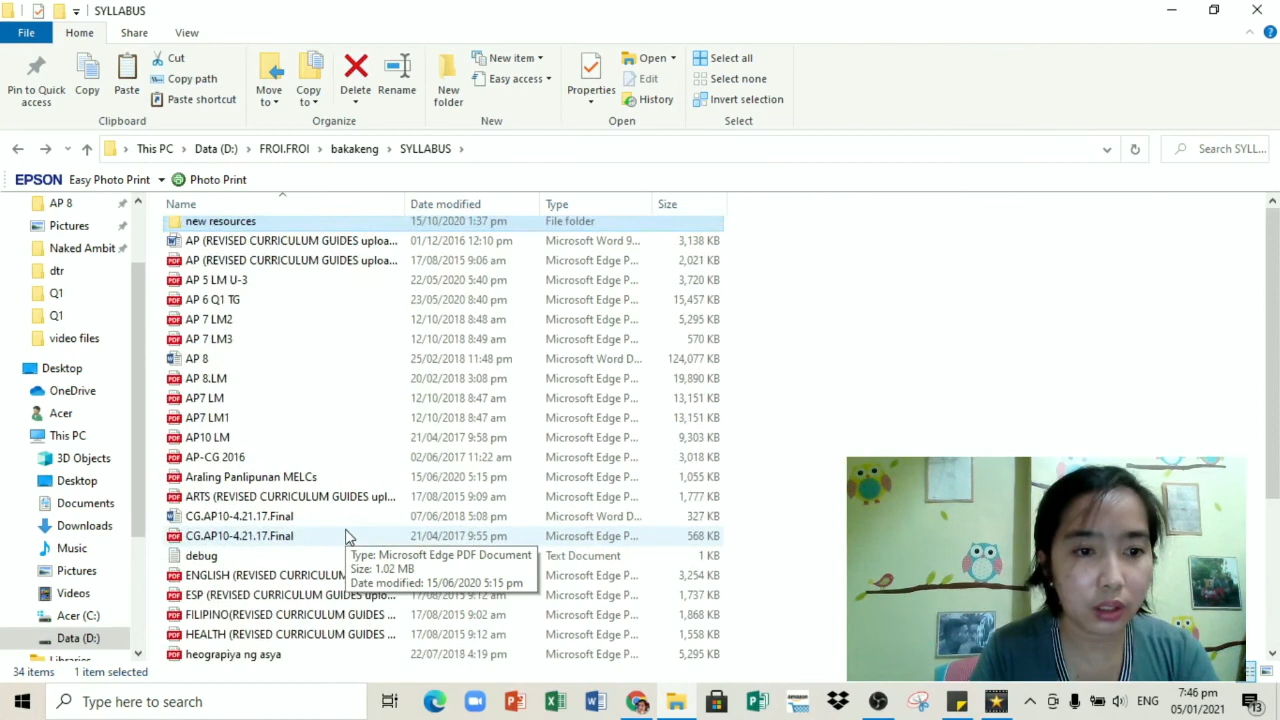 SYLLABUS
File Home Share View
Pin to Quick access
Copy
Paste
Cut
Copy path
Paste shortcut
Clipboard
Move to
Copy to
Delete
Rename
Organize
New folder
New item
Easy access
New
Properties
Open
Edit
History
Open
Select all
Select none
Invert selection
Select
This PC Data (D:) FROI.FROI bakakeng SYLLABUS
Search SYLL...
EPSON Easy Photo Print Photo Print
Name Date modified Type Size
new resources 15/10/2020 1:37 pm File folder
AP (REVISED CURRICULUM GUIDES uploa... 01/12/2016 12:10 pm Microsoft Word 9... 3,138 KB
AP (REVISED CURRICULUM GUIDES uploa... 17/08/2015 9:06 am Microsoft Edge P... 2,021 KB
AP 5 LM U-3 22/05/2020 5:40 pm Microsoft Edge P... 3,720 KB
AP 6 Q1 TG 23/05/2020 8:40 pm Microsoft Edge P... 15,457 KB
AP 7 LM2 12/10/2018 8:48 am Microsoft Edge P... 5,295 KB
AP 7 LM3 12/10/2018 8:49 am Microsoft Edge P... 570 KB
AP 8 25/02/2018 11:48 pm Microsoft Word D... 124,077 KB
AP 8.LM 20/02/2018 3:08 pm Microsoft Edge P... 19,890 KB
AP7 LM 12/10/2018 8:47 am Microsoft Edge P... 13,151 KB
AP7 LM1 12/10/2018 8:47 am Microsoft Edge P... 13,151 KB
AP10 LM 21/04/2017 9:58 pm Microsoft Edge P... 9,303 KB
AP-CG 2016 02/06/2017 11:22 am Microsoft Edge P... 3,018 KB
Araling Panlipunan MELCs 15/06/2020 5:15 pm Microsoft Edge P... 1,055 KB
ARTS (REVISED CURRICULUM GUIDES upl... 17/08/2015 9:09 am Microsoft Edge P... 1,777 KB
CG.AP10-4.21.17.Final 07/06/2018 5:08 pm Microsoft Word D... 327 KB
CG.AP10-4.21.17.Final 21/04/2017 9:55 pm Microsoft Edge P... 568 KB
debug Text Document 1 KB
ENGLISH (REVISED CURRICULUM Microsoft Edge P... 3,254 KB
ESP (REVISED CURRICULUM GUIDES uplo... 17/08/2015 9:12 am Microsoft Edge P... 1,737 KB
FILIPINO(REVISED CURRICULUM GUIDES ... 17/08/2015 9:02 am Microsoft Edge P... 1,868 KB
HEALTH (REVISED CURRICULUM GUIDES ... 17/08/2015 9:12 am Microsoft Edge P... 1,558 KB
heograpiya ng asya 22/07/2018 4:19 pm Microsoft Edge P... 5,295 KB
Type: Microsoft Edge PDF Document
Size: 1.02 MB
Date modified: 15/06/2020 5:15 pm
AP 8
Pictures
Naked Ambit
dtr
Q1
Q1
video files
Desktop
OneDrive
Acer
This PC
3D Objects
Desktop
Documents
Downloads
Music
Pictures
Videos
Acer (C:)
Data (D:)
Libraries
34 items 1 item selected
Type here to search
ENG
7:46 pm
05/01/2021
13